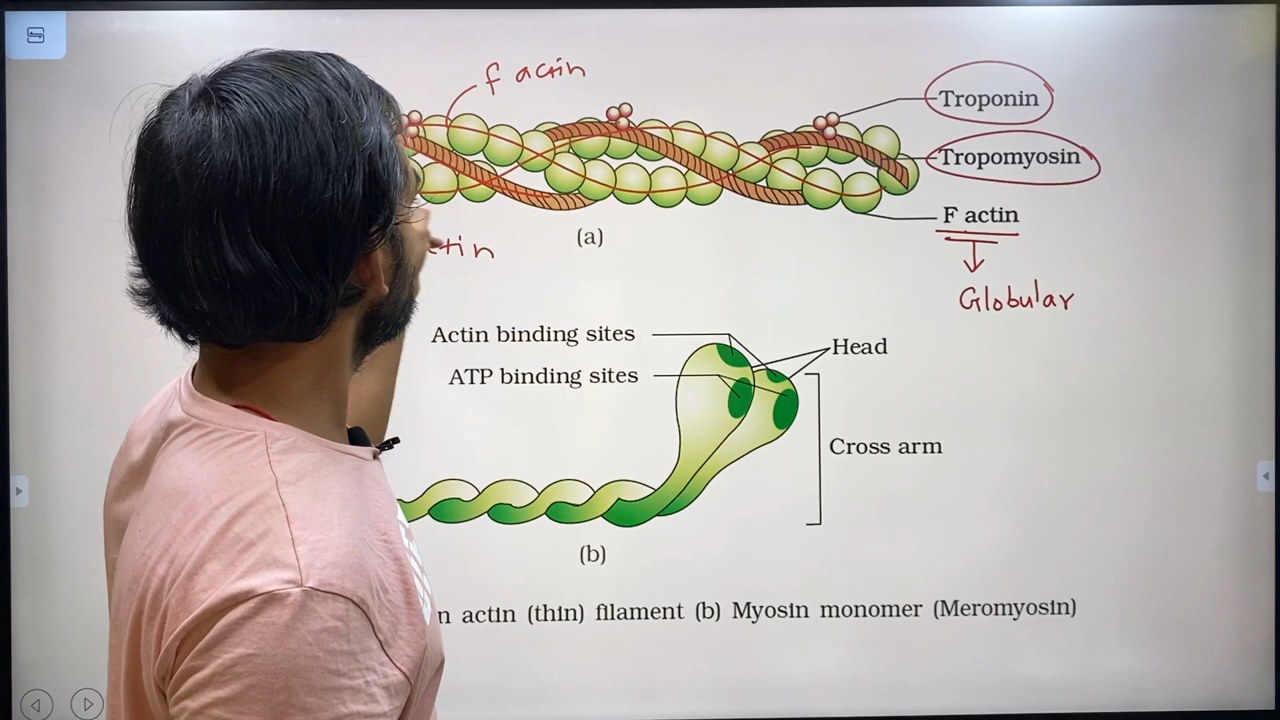 f actin
Troponin
Tropomyosin
F actin
(a)
Globular
Actin binding sites
Head
ATP binding sites
Cross arm
(b)
actin (thin) filament (b) Myosin monomer (Meromyosin)